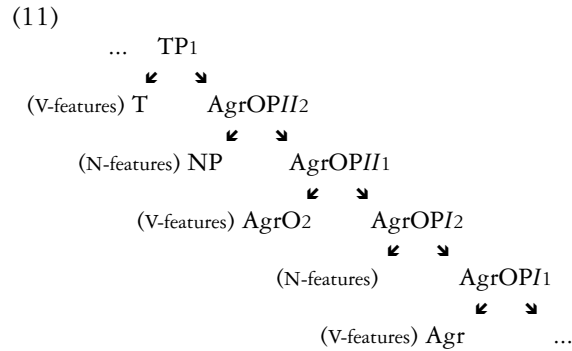 (11)
... TP1
(V-features) T AgrOPII2
(N-features) NP AgrOPII1
(V-features) AgrO2 AgrOPI2
(N-features) AgrOPI1
(V-features) Agr ...